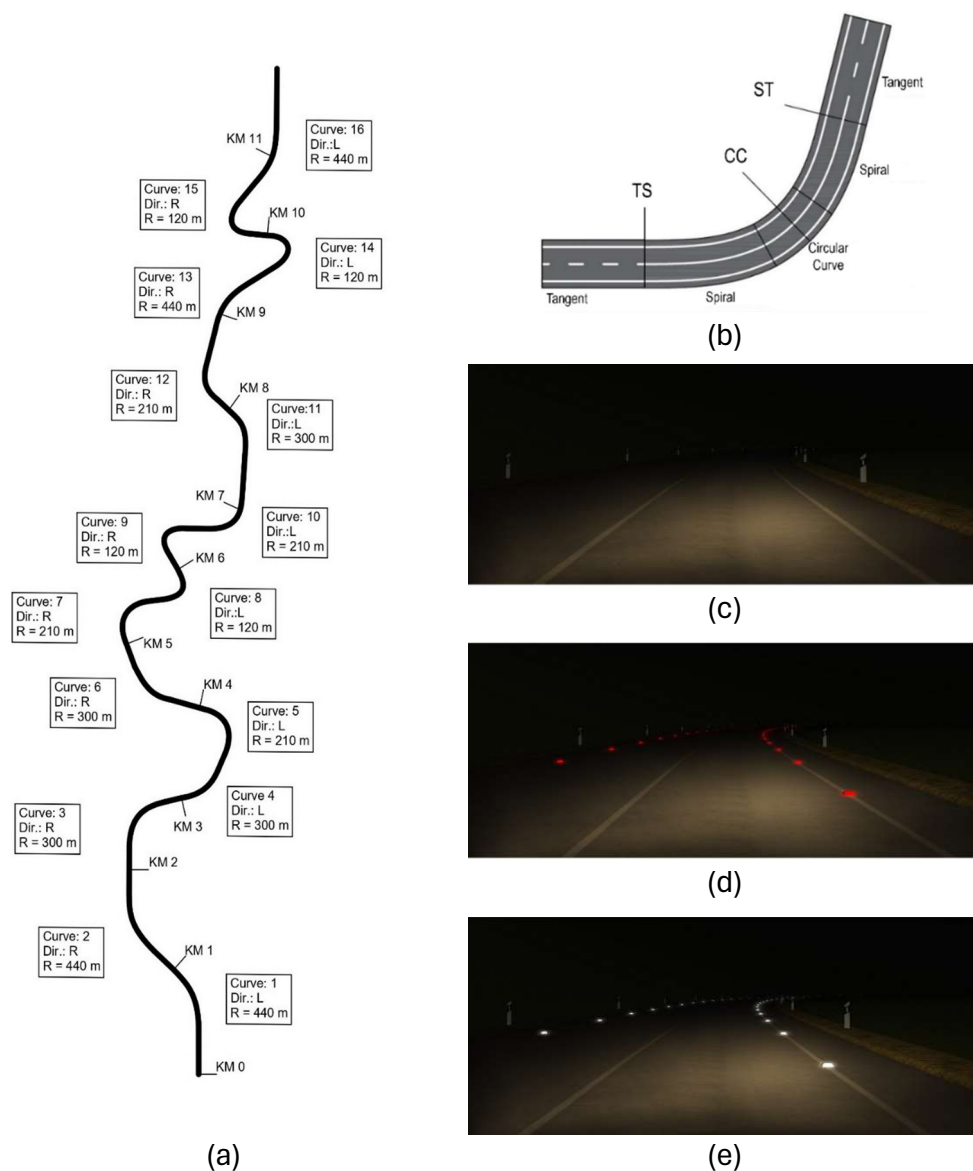 Curve: 16
Dir.:L
R = 440 m
KM 11
Curve: 15
Dir.: R
R = 120 m
KM 10
Curve: 14
Dir.: L
R = 120 m
Curve: 13
Dir.: R
R = 440 m
KM 9
Curve: 12
Dir.: R
R = 210 m
KM 8
Curve:11
Dir.:L
R = 300 m
KM 7
Curve: 9
Dir.: R
R = 120 m
Curve: 10
Dir.:L
R = 210 m
KM 6
Curve: 7
Dir.: R
R = 210 m
Curve: 8
Dir.:L
R = 120 m
KM 5
Curve: 6
Dir.: R
R = 300 m
KM 4
Curve: 5
Dir.: L
R = 210 m
Curve: 3
Dir.: R
R = 300 m
Curve 4
Dir.: L
R = 300 m
KM 3
KM 2
Curve: 2
Dir.: R
R = 440 m
KM 1
Curve: 1
Dir.: L
R = 440 m
KM 0
(a)
Tangent
ST
CC
Spiral
TS
Circular
Curve
Tangent
Spiral
(b)
(c)
(d)
(e)